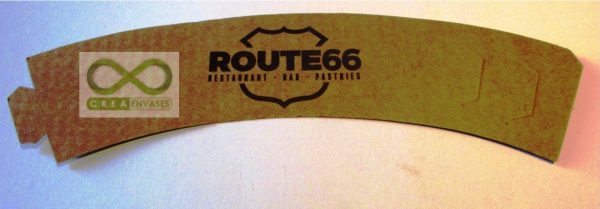 ROUTE66
RESTAURANT · BAR · PASTRIES
CREA ENVASES